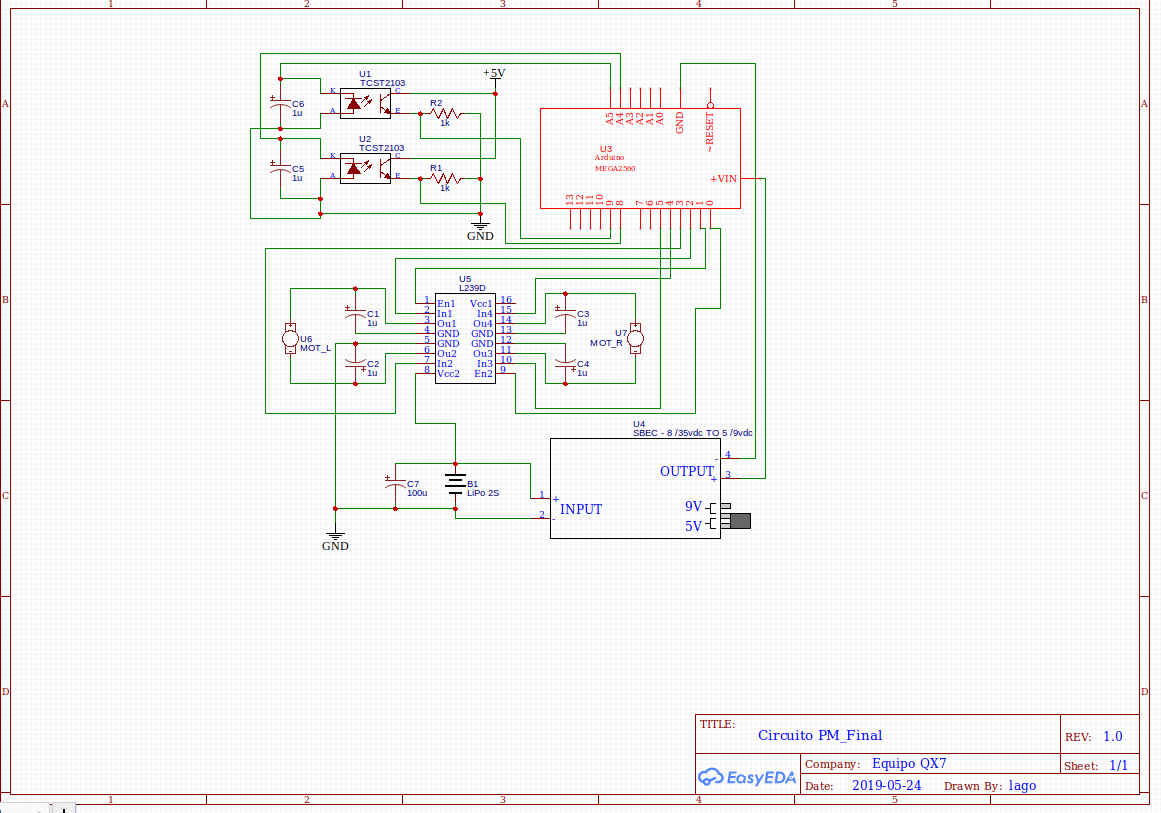 1 2 3 4 5
A
B
C
D
A
B
C
D
+5V
U1
TCST2103
K C
A E
C6
1u
R2
1k
U2
TCST2103
K C
A E
C5
1u
R1
1k
GND
A5 A4 A3 A2 A1 A0 GND ~RESET
U3
Arduino
MEGA2560
+VIN
13 12 11 10 9 8 7 6 5 4 3 2 1 0
U5
L239D
1 En1 Vcc1 16
2 In1 In4 15
3 Ou1 Ou4 14
4 GND GND 13
5 GND GND 12
6 Ou2 Ou3 11
7 In2 In3 10
8 Vcc2 En2 9
C1
1u
C2
1u
U6
MOT_L
C3
1u
C4
1u
U7
MOT_R
U4
SBEC - 8 /35vdc TO 5 /9vdc
OUTPUT
- 4
+ 3
1 +
INPUT
2 -
9V
5V
C7
100u
B1
LiPo 2S
GND
TITLE:
Circuito PM_Final
REV: 1.0
EasyEDA
Company: Equipo QX7
Sheet: 1/1
Date: 2019-05-24 Drawn By: Iago
1 2 3 4 5